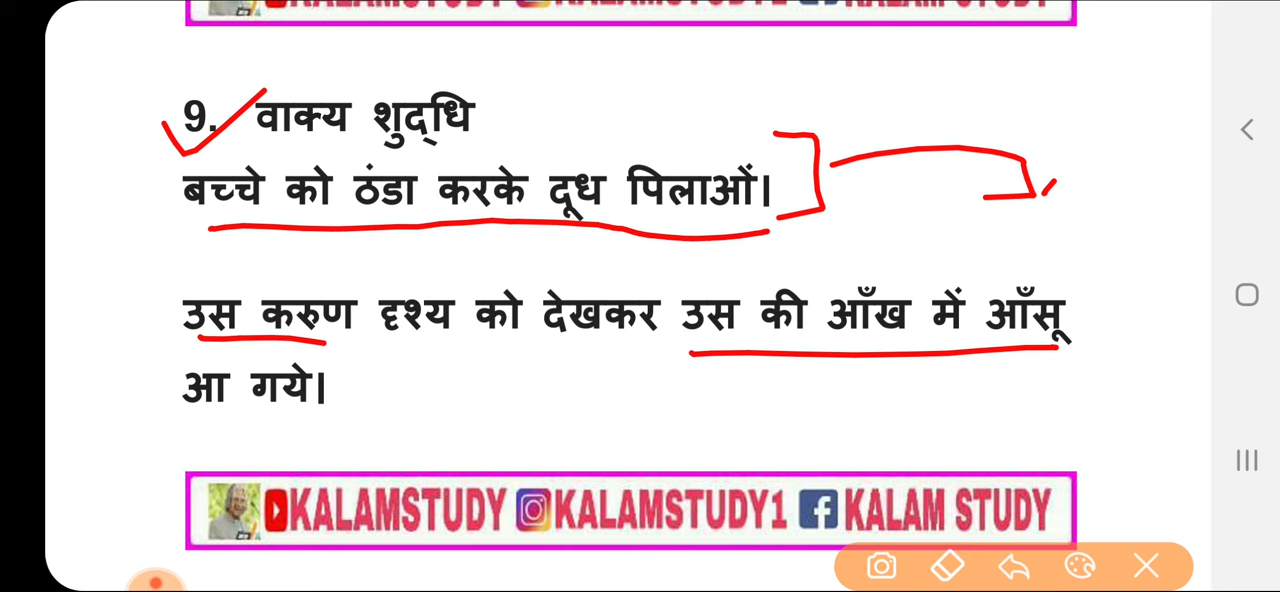 9. वाक्य शुद्धि
बच्चे को ठंडा करके दूध पिलाओं।
उस करुण दृश्य को देखकर उस की आँख में आँसू
आ गये।
KALAMSTUDY KALAMSTUDY1 KALAM STUDY